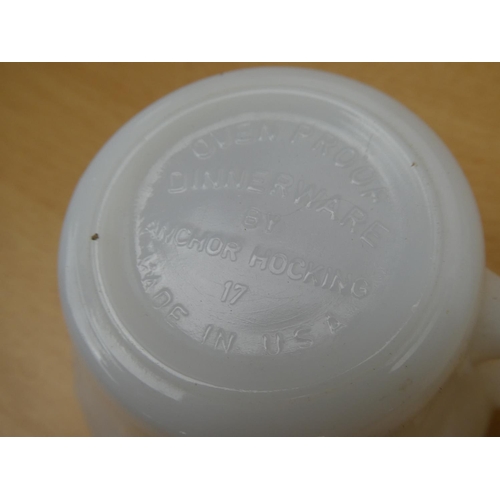 OVEN PROOF
DINNERWARE
BY
ANCHOR HOCKING
17
MADE IN U.S.A.